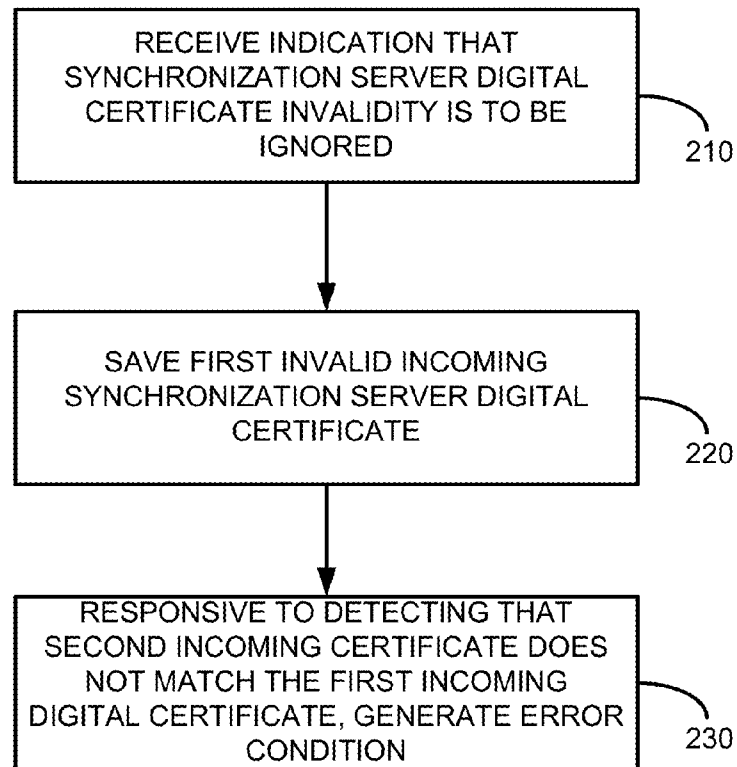 RECEIVE INDICATION THAT
SYNCHRONIZATION SERVER DIGITAL
CERTIFICATE INVALIDITY IS TO BE
IGNORED
210
SAVE FIRST INVALID INCOMING
SYNCHRONIZATION SERVER DIGITAL
CERTIFICATE
220
RESPONSIVE TO DETECTING THAT
SECOND INCOMING CERTIFICATE DOES
NOT MATCH THE FIRST INCOMING
DIGITAL CERTIFICATE, GENERATE ERROR
CONDITION
230